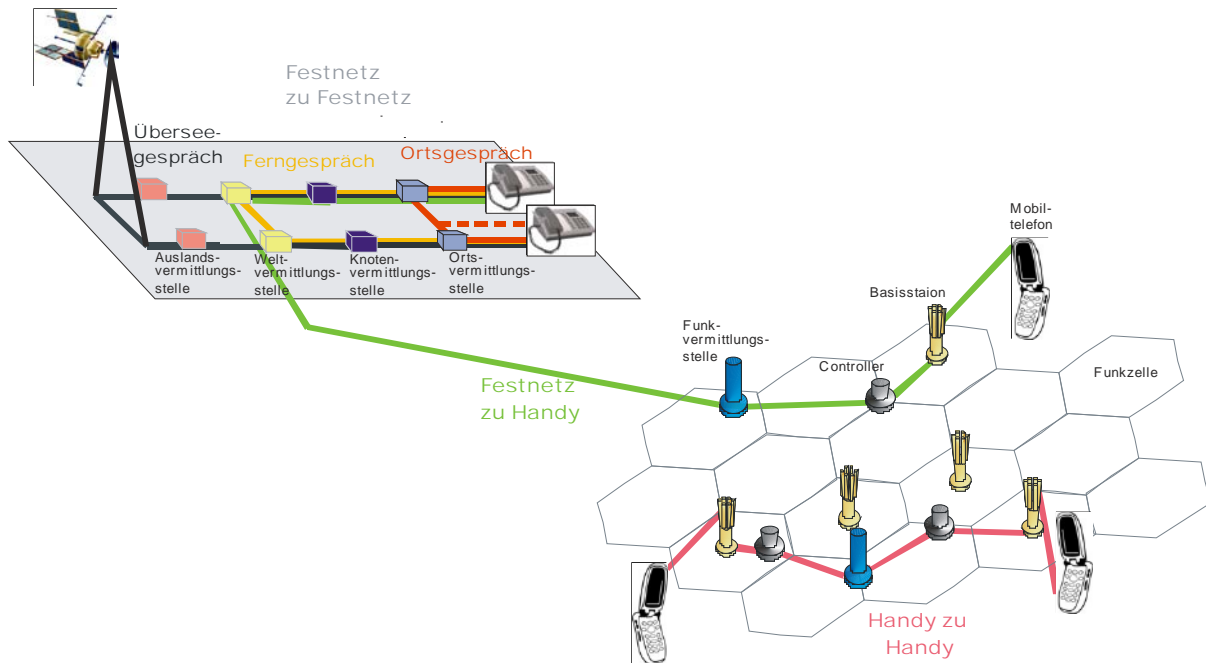 Festnetz
zu Festnetz
Übersee-
gespräch
Ferngespräch
Ortsgespräch
Auslands-
vermittlungs-
stelle
Welt-
vermittlungs-
stelle
Knoten-
vermittlungs-
stelle
Orts-
vermittlungs-
stelle
Mobil-
telefon
Basisstaion
Funk-
vermittlungs-
stelle
Controller
Funkzelle
Festnetz
zu Handy
Handy zu
Handy